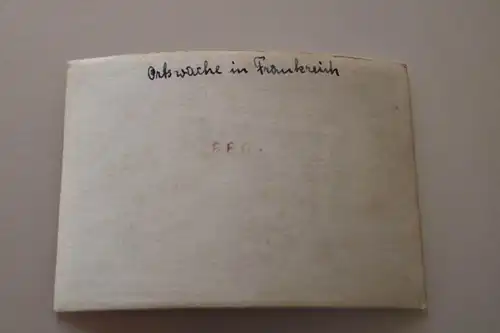 Ortswache in Frankreich